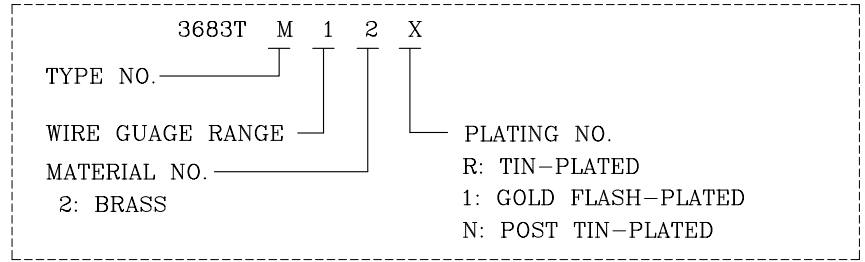 3683T M 1 2 X
TYPE NO.
WIRE GUAGE RANGE
MATERIAL NO.
2: BRASS
PLATING NO.
R: TIN-PLATED
1: GOLD FLASH-PLATED
N: POST TIN-PLATED